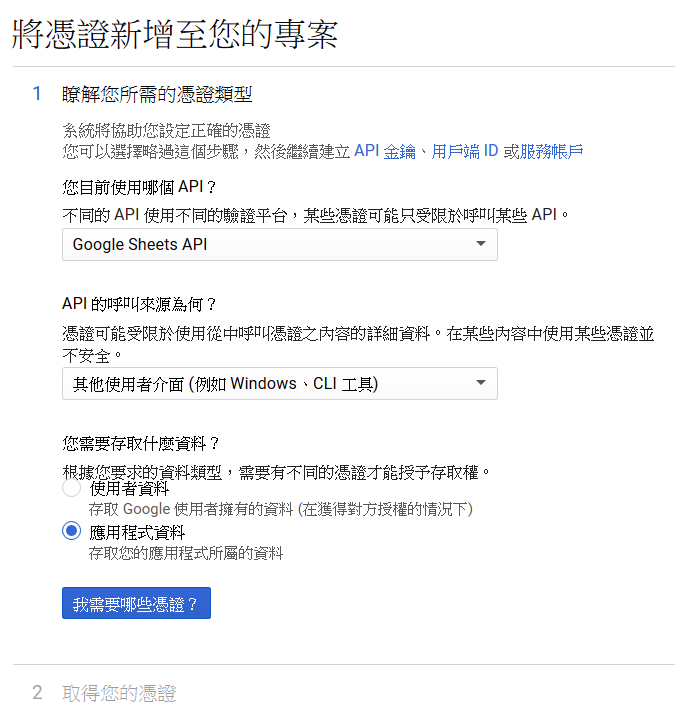 將憑證新增至您的專案
1 瞭解您所需的憑證類型
系統將協助您設定正確的憑證
您可以選擇略過這個步驟，然後繼續建立 API 金鑰、用戶端 ID 或服務帳戶
您目前使用哪個 API？
不同的 API 使用不同的驗證平台，某些憑證可能只受限於呼叫某些 API。
Google Sheets API
API 的呼叫來源為何？
憑證可能受限於使用從中呼叫憑證之內容的詳細資料。在某些內容中使用某些憑證並
不安全。
其他使用者介面 (例如 Windows、CLI 工具)
您需要存取什麼資料？
根據您要求的資料類型，需要有不同的憑證才能授予存取權。
使用者資料
存取 Google 使用者擁有的資料 (在獲得對方授權的情況下)
應用程式資料
存取您的應用程式所屬的資料
我需要哪些憑證？
2 取得您的憑證